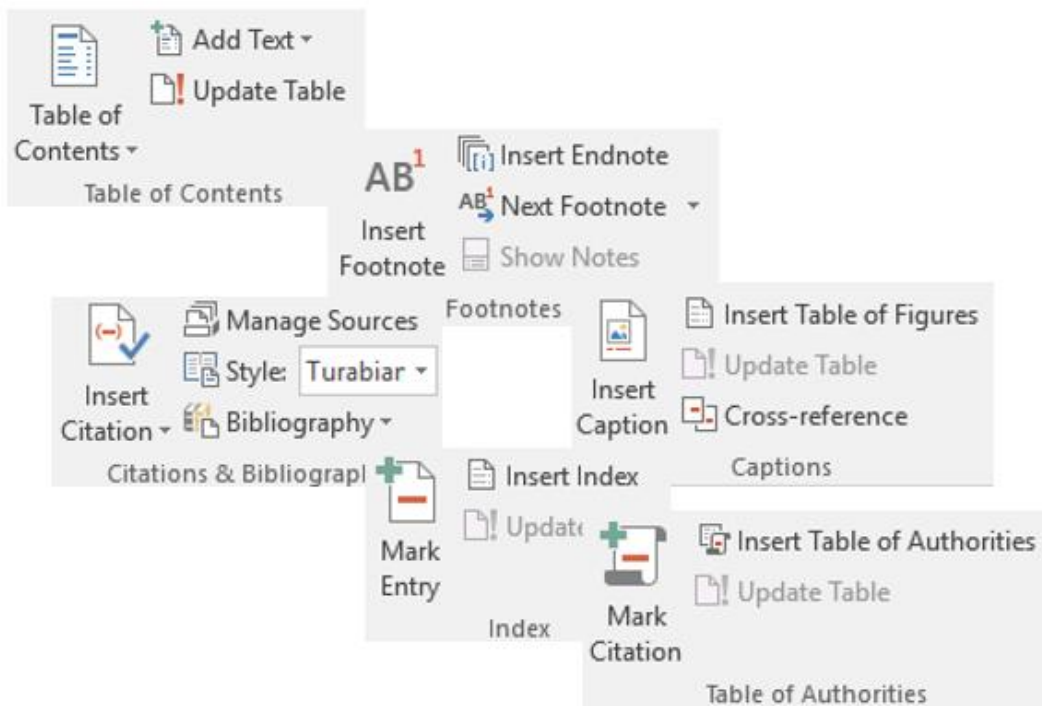 Add Text
Update Table
Table of
Contents
Table of Contents
AB1
Insert
Footnote
[i] Insert Endnote
AB1 Next Footnote
Show Notes
Footnotes
(-)
Insert
Citation
Manage Sources
Style: Turabiar
Bibliography
Citations & Bibliograpl
Insert
Caption
Insert Table of Figures
Update Table
Cross-reference
Captions
Mark
Entry
Insert Index
Update
Index
Mark
Citation
Insert Table of Authorities
Update Table
Table of Authorities